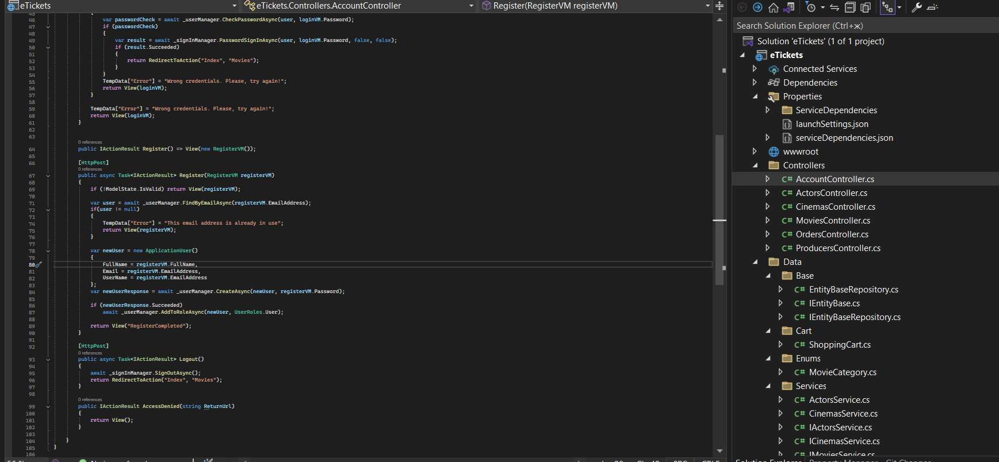 eTickets
eTickets.Controllers.AccountController
Register(RegisterVM registerVM)
45 {
46 var passwordCheck = await _userManager.CheckPasswordAsync(user, loginVM.Password);
47 if (passwordCheck)
48 {
49 var result = await _signInManager.PasswordSignInAsync(user, loginVM.Password, false, false);
50 if (result.Succeeded)
51 {
52 return RedirectToAction("Index", "Movies");
53 }
54 }
55 TempData["Error"] = "Wrong credentials. Please, try again!";
56 return View(loginVM);
57 }
58
59 TempData["Error"] = "Wrong credentials. Please, try again!";
60 return View(loginVM);
61 }
62
63
0 references
64 public IActionResult Register() => View(new RegisterVM());
65
66 [HttpPost]
0 references
67 public async Task<IActionResult> Register(RegisterVM registerVM)
68 {
69 if (!ModelState.IsValid) return View(registerVM);
70
71 var user = await _userManager.FindByEmailAsync(registerVM.EmailAddress);
72 if(user != null)
73 {
74 TempData["Error"] = "This email address is already in use";
75 return View(registerVM);
76 }
77
78 var newUser = new ApplicationUser()
79 {
80 FullName = registerVM.FullName,
81 Email = registerVM.EmailAddress,
82 UserName = registerVM.EmailAddress
83 };
84 var newUserResponse = await _userManager.CreateAsync(newUser, registerVM.Password);
85
86 if (newUserResponse.Succeeded)
87 await _userManager.AddToRoleAsync(newUser, UserRoles.User);
88
89 return View("RegisterCompleted");
90 }
91
92 [HttpPost]
0 references
93 public async Task<IActionResult> Logout()
94 {
95 await _signInManager.SignOutAsync();
96 return RedirectToAction("Index", "Movies");
97 }
98
0 references
99 public IActionResult AccessDenied(string ReturnUrl)
100 {
101 return View();
102 }
103
104 }
105 }
106
Search Solution Explorer (Ctrl+ж)
Solution 'eTickets' (1 of 1 project)
eTickets
Connected Services
Dependencies
Properties
ServiceDependencies
launchSettings.json
serviceDependencies.json
wwwroot
Controllers
C# AccountController.cs
C# ActorsController.cs
C# CinemasController.cs
C# MoviesController.cs
C# OrdersController.cs
C# ProducersController.cs
Data
Base
C# EntityBaseRepository.cs
C# IEntityBase.cs
C# IEntityBaseRepository.cs
Cart
C# ShoppingCart.cs
Enums
C# MovieCategory.cs
Services
C# ActorsService.cs
C# CinemasService.cs
C# IActorsService.cs
C# ICinemasService.cs
C# IMoviesService.cs
Solution Explorer Property Manager Git Changes